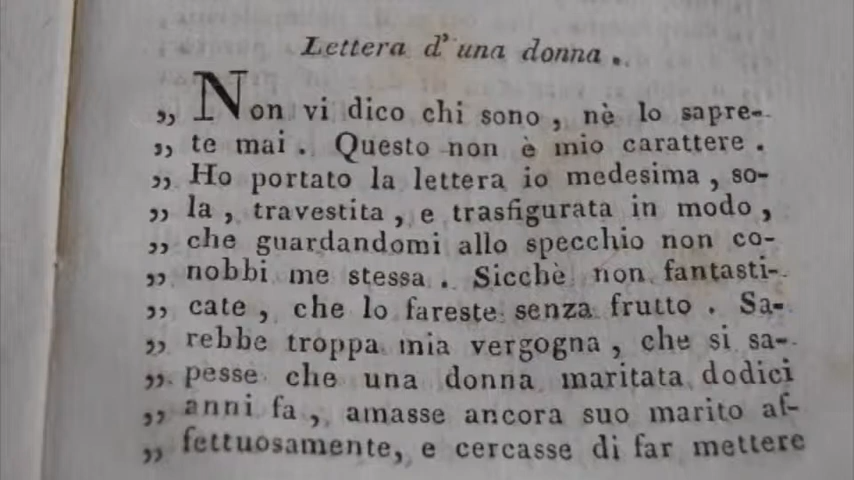 Lettera d'una donna.
„ Non vi dico chi sono, nè lo sapre-
„ te mai. Questo non è mio carattere.
„ Ho portato la lettera io medesima, so-
„ la, travestita, e trasfigurata in modo,
„ che guardandomi allo specchio non co-
„ nobbi me stessa. Sicchè non fantasti-
„ cate, che lo fareste senza frutto. Sa-
„ rebbe troppa mia vergogna, che si sa-
„ pesse che una donna maritata dodici
„ anni fa, amasse ancora suo marito af-
„ fettuosamente, e cercasse di far mettere